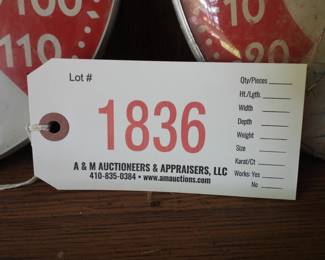 100
110
10
20
Lot #
1836
A & M AUCTIONEERS & APPRAISERS, LLC
410-835-0384 • www.amauctions.com
Qty/Pieces
Ht./Lgth.
Width
Depth
Weight
Size
Karat/Ct
Works: Yes
No